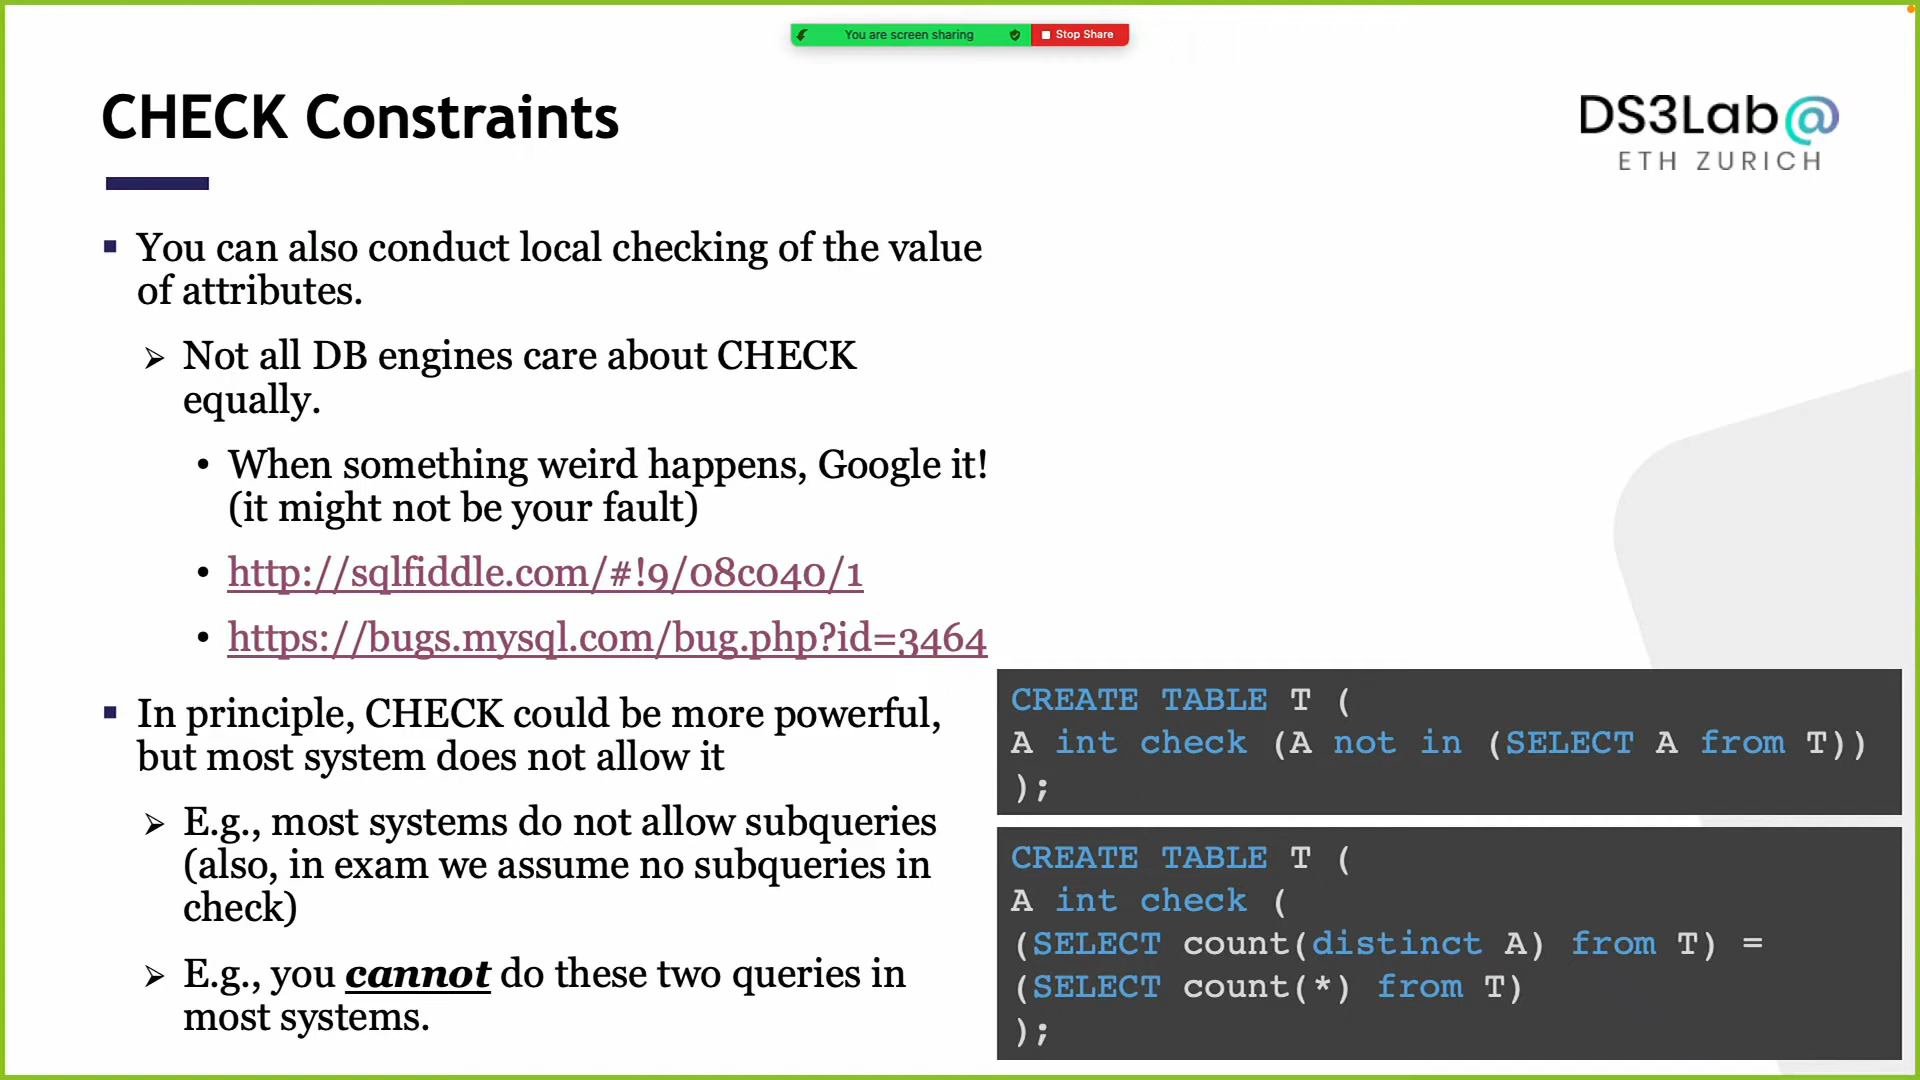 You are screen sharing
Stop Share
CHECK Constraints
DS3Lab@
ETH ZURICH
You can also conduct local checking of the value
of attributes.
Not all DB engines care about CHECK
equally.
When something weird happens, Google it!
(it might not be your fault)
http://sqlfiddle.com/#!9/08c040/1
https://bugs.mysql.com/bug.php?id=3464
In principle, CHECK could be more powerful,
but most system does not allow it
E.g., most systems do not allow subqueries
(also, in exam we assume no subqueries in
check)
E.g., you cannot do these two queries in
most systems.
CREATE TABLE T (
A int check (A not in (SELECT A from T))
);
CREATE TABLE T (
A int check (
(SELECT count(distinct A) from T) =
(SELECT count(*) from T)
);